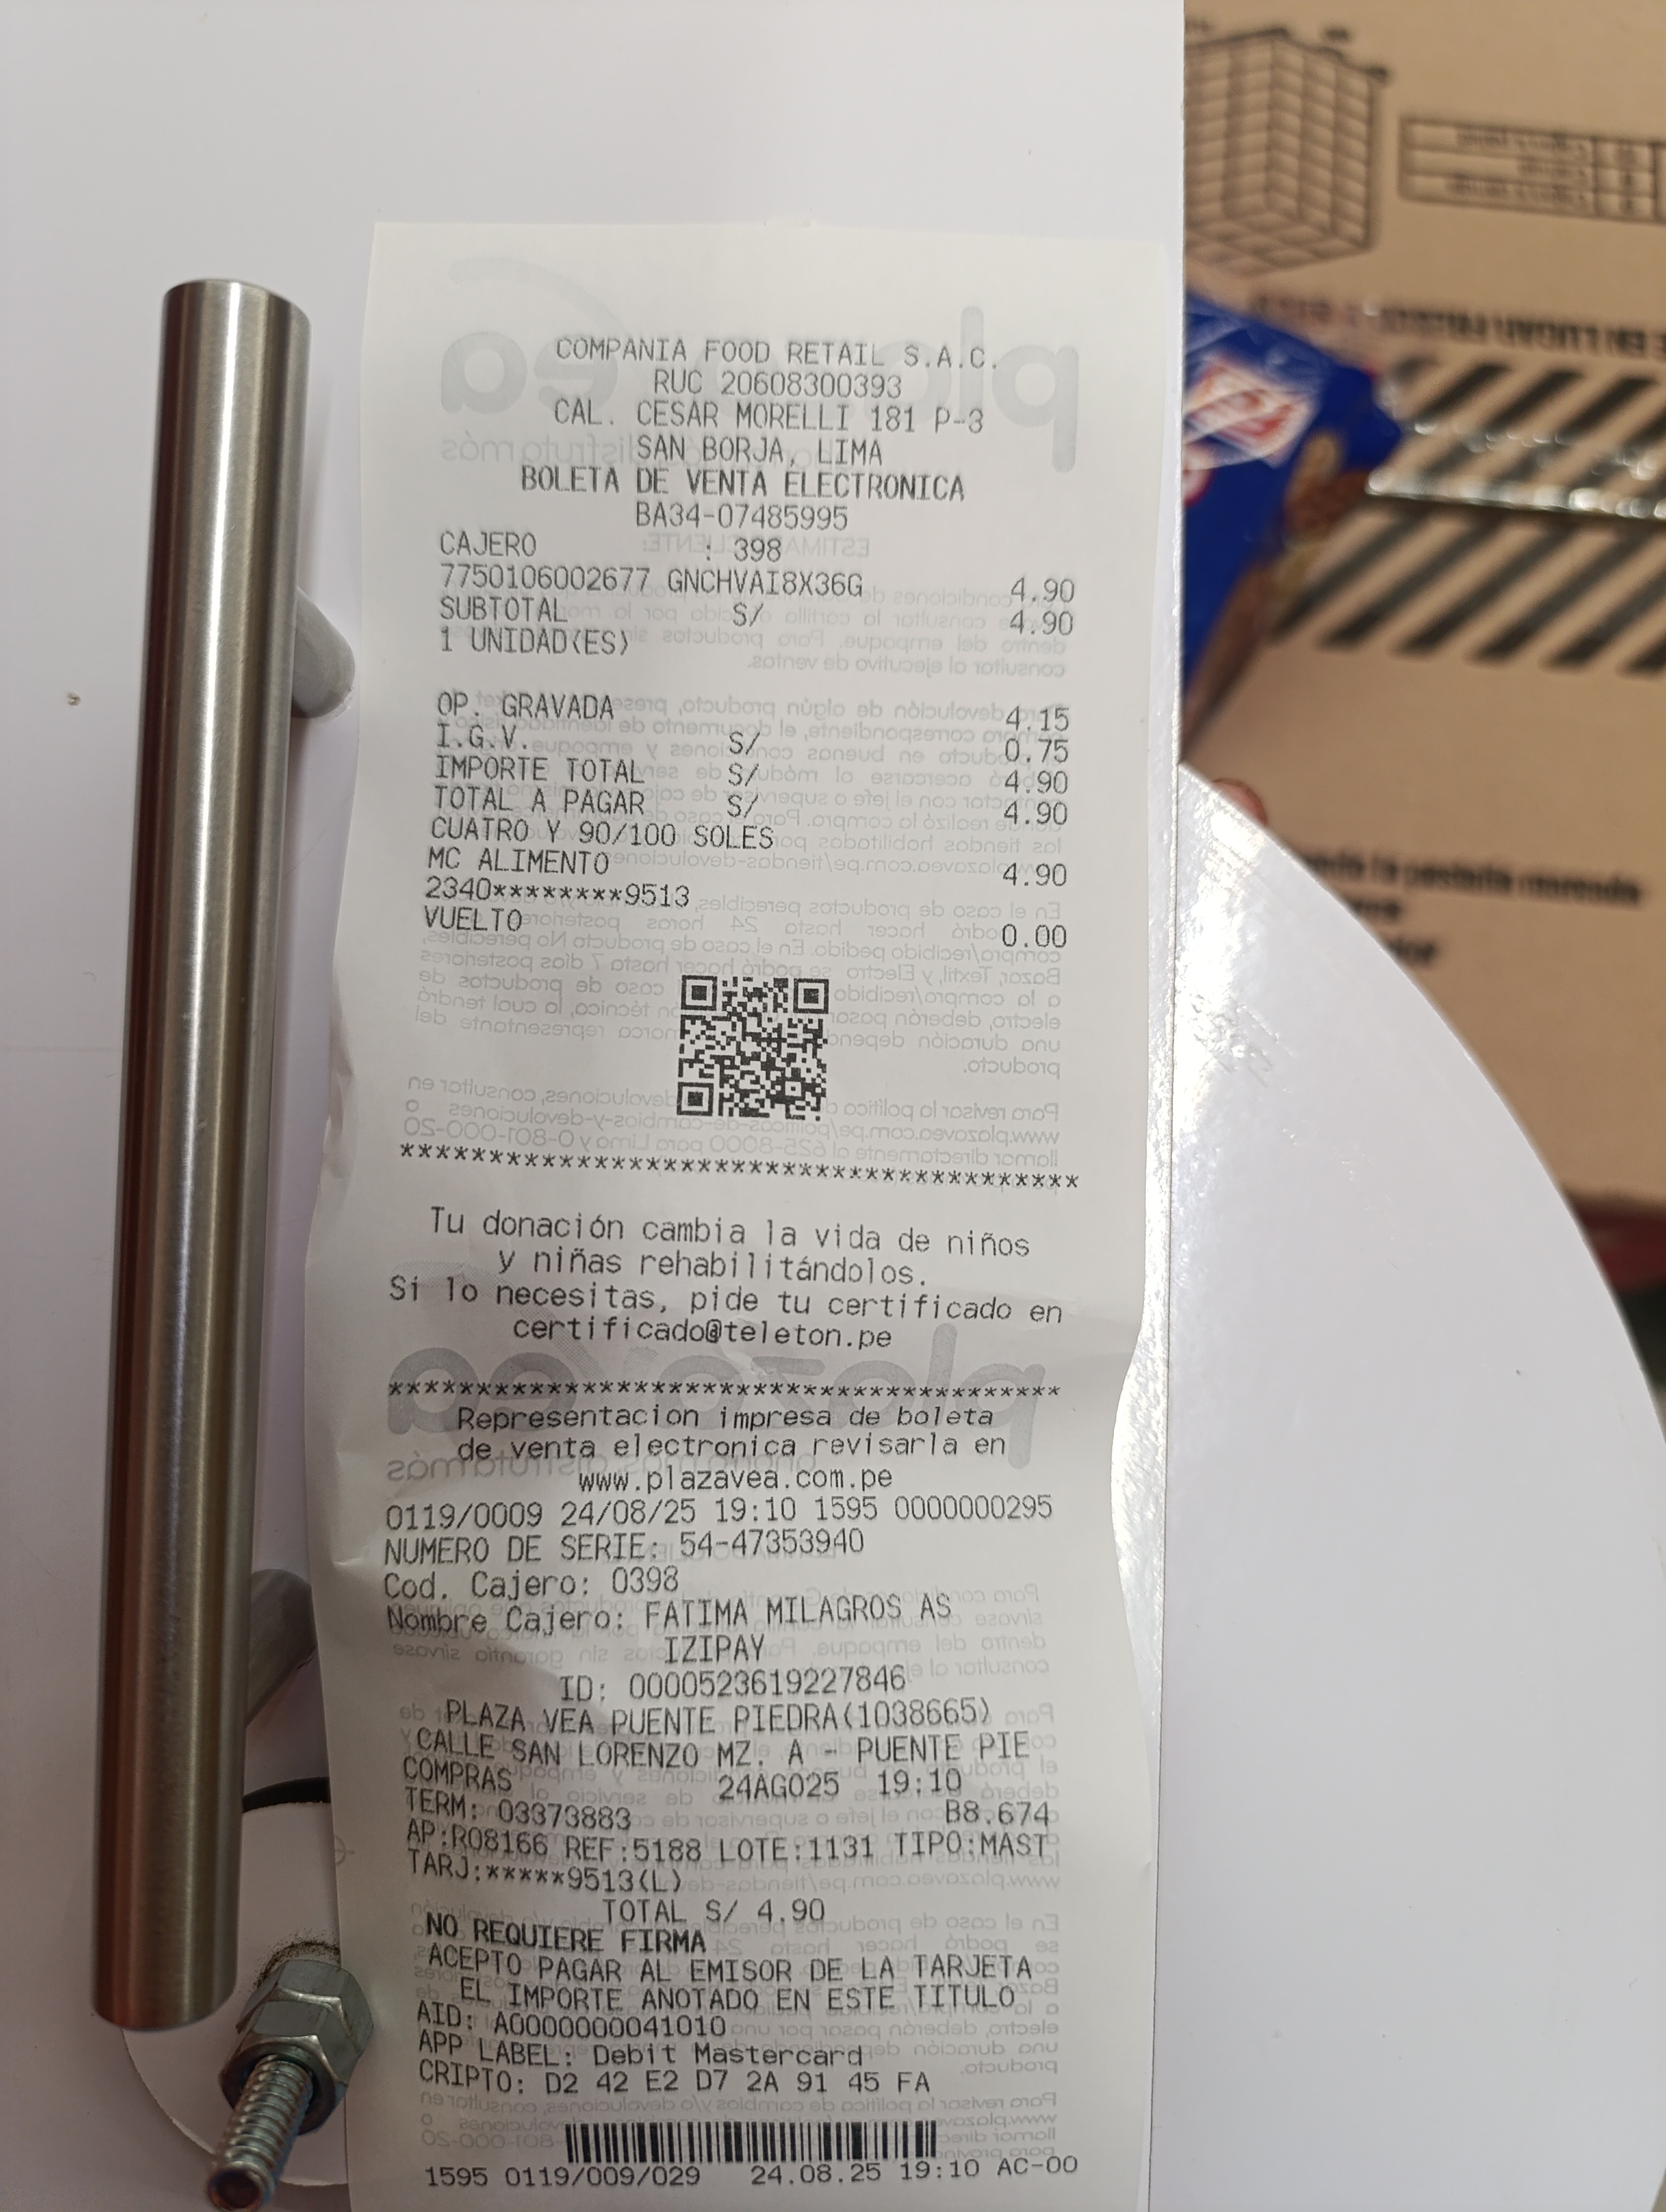 COMPANIA FOOD RETAIL S.A.C.
RUC 20608300393
CAL. CESAR MORELLI 181 P-3
SAN BORJA, LIMA
BOLETA DE VENTA ELECTRONICA
BA34-07485995
CAJERO : 398
7750106002677 GNCHVAI8X36G 4.90
SUBTOTAL S/ 4.90
1 UNIDAD(ES)
OP. GRAVADA 4.15
I.G.V. S/ 0.75
IMPORTE TOTAL S/ 4.90
TOTAL A PAGAR S/ 4.90
CUATRO Y 90/100 SOLES
MC ALIMENTO 4.90
2340********9513
VUELTO 0.00
****************************************
Tu donación cambia la vida de niños
y niñas rehabilitándolos.
Si lo necesitas, pide tu certificado en
certificado@teleton.pe
****************************************
Representacion impresa de boleta
de venta electronica revisarla en
www.plazavea.com.pe
0119/0009 24/08/25 19:10 1595 0000000295
NUMERO DE SERIE: 54-47353940
Cod. Cajero: 0398
Nombre Cajero: FATIMA MILAGROS AS
IZIPAY
ID: 0000523619227846
PLAZA VEA PUENTE PIEDRA(1038665)
CALLE SAN LORENZO MZ. A - PUENTE PIE
COMPRAS 24AGO25 19:10
TERM: 03373883 B8.674
AP:R08166 REF:5188 LOTE:1131 TIPO:MAST
TARJ:*****9513(L)
TOTAL S/ 4.90
NO REQUIERE FIRMA
ACEPTO PAGAR AL EMISOR DE LA TARJETA
EL IMPORTE ANOTADO EN ESTE TITULO
AID: A0000000041010
APP LABEL: Debit Mastercard
CRIPTO: D2 42 E2 D7 2A 91 45 FA
1595 0119/009/029 24.08.25 19:10 AC-00